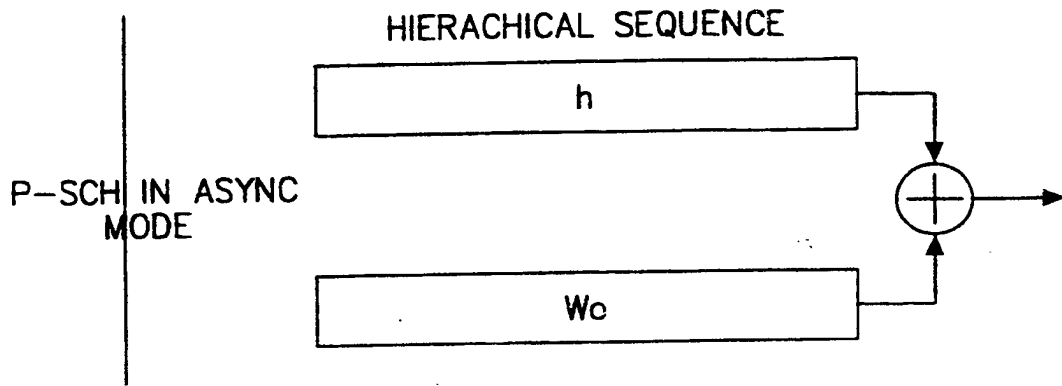 HIERACHICAL SEQUENCE
h
P-SCH IN ASYNC
MODE
Wo